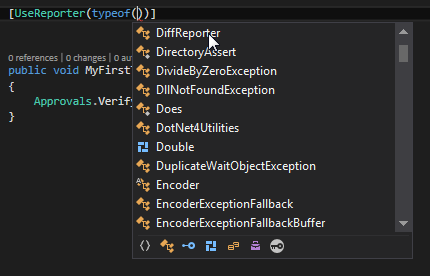 [UseReporter(typeof())]
DiffReporter
DirectoryAssert
0 references | 0 changes | 0 au
DivideByZeroException
public void MyFirst
{
DllNotFoundException
Approvals.Verify
Does
}
DotNet4Utilities
Double
DuplicateWaitObjectException
Encoder
EncoderExceptionFallback
EncoderExceptionFallbackBuffer